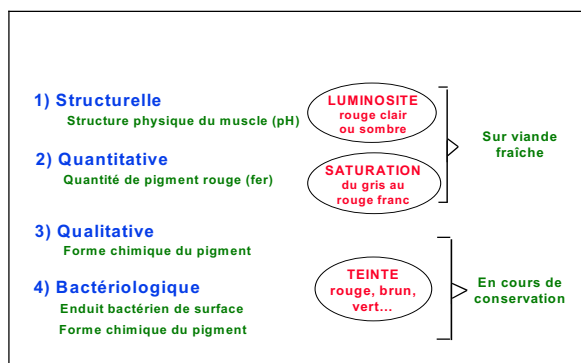 1) Structurelle
Structure physique du muscle (pH)
LUMINOSITE
rouge clair
ou sombre
2) Quantitative
Quantité de pigment rouge (fer)
SATURATION
du gris au
rouge franc
Sur viande
fraîche
3) Qualitative
Forme chimique du pigment
4) Bactériologique
Enduit bactérien de surface
Forme chimique du pigment
TEINTE
rouge, brun,
vert...
En cours de
conservation